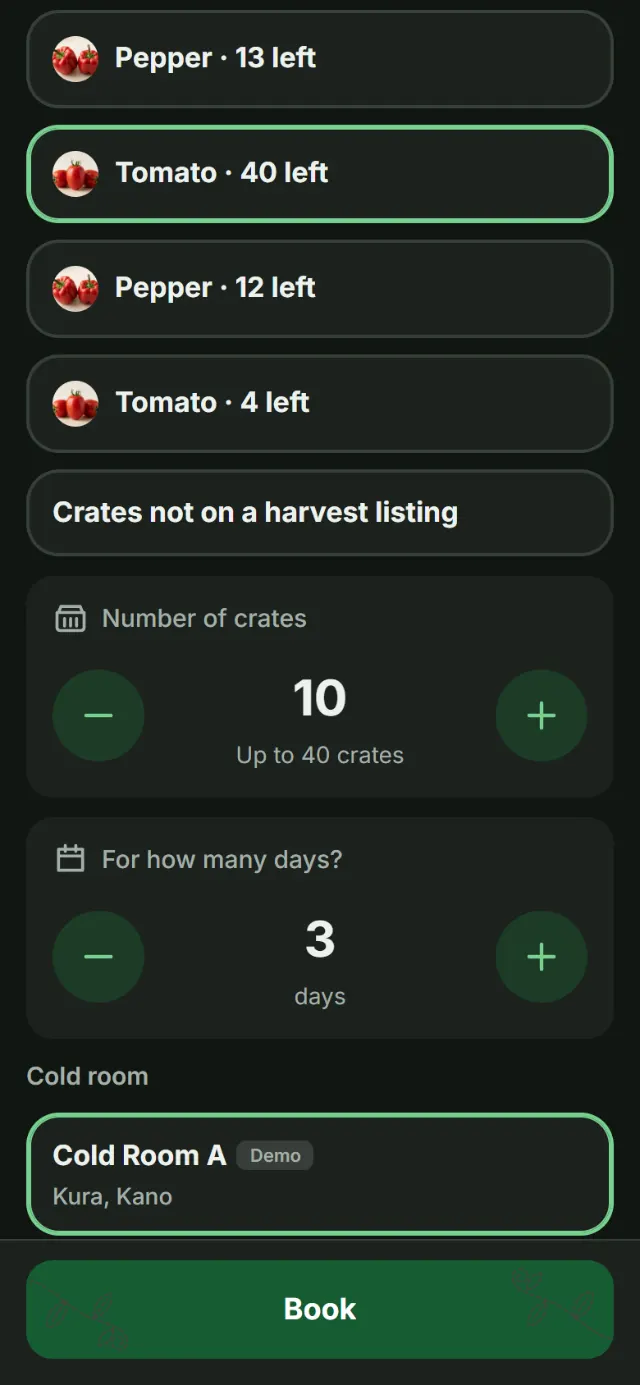 Pepper · 13 left
Tomato · 40 left
Pepper · 12 left
Tomato · 4 left
Crates not on a harvest listing
Number of crates
10
Up to 40 crates
For how many days?
3
days
Cold room
Cold Room A Demo
Kura, Kano
Book